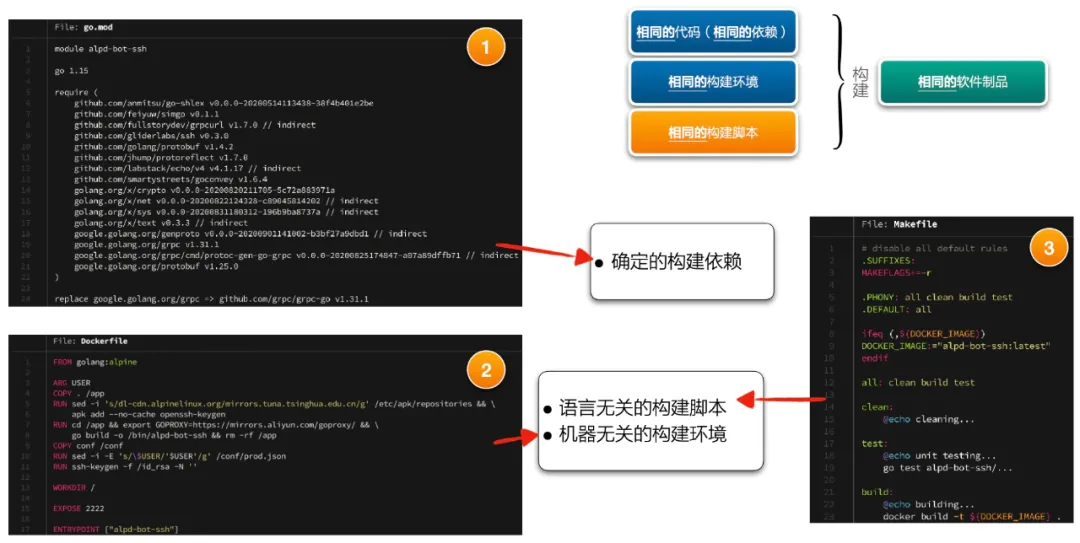 File: go.mod
1
module alpd-bot-ssh
go 1.15
require (
github.com/anmitsu/go-shlex v0.0.0-20200514113438-38f4b401e2be
github.com/feiyuw/simgo v0.1.1
github.com/fullstorydev/grpcurl v1.7.0 // indirect
github.com/gliderlabs/ssh v0.3.0
github.com/golang/protobuf v1.4.2
github.com/jhump/protoreflect v1.7.0
github.com/labstack/echo/v4 v4.1.17 // indirect
github.com/smartystreets/goconvey v1.6.4
golang.org/x/crypto v0.0.0-20200820211705-5c72a883971a
golang.org/x/net v0.0.0-20200822124328-c89045814202 // indirect
golang.org/x/sys v0.0.0-20200831180312-196b9ba8737a // indirect
golang.org/x/text v0.3.3 // indirect
google.golang.org/genproto v0.0.0-20200901141002-b3bf27a9dbd1 // indirect
google.golang.org/grpc v1.31.1
google.golang.org/grpc/cmd/protoc-gen-go-grpc v0.0.0-20200825174847-a07a89dffb71 // indirect
google.golang.org/protobuf v1.25.0
)
replace google.golang.org/grpc => github.com/grpc/grpc-go v1.31.1
相同的代码(相同的依赖)
相同的构建环境
相同的构建脚本
构建
相同的软件制品
● 确定的构建依赖
File: Dockerfile
2
FROM golang:alpine
ARG USER
COPY . /app
RUN sed -i 's/dl-cdn.alpinelinux.org/mirrors.tuna.tsinghua.edu.cn/g' /etc/apk/repositories && \
apk add --no-cache openssh-keygen
RUN cd /app && export GOPROXY=https://mirrors.aliyun.com/goproxy/ && \
go build -o /bin/alpd-bot-ssh && rm -rf /app
COPY conf /conf
RUN sed -i -E 's/\$USER/'$USER'/g' /conf/prod.json
RUN ssh-keygen -f /id_rsa -N ''
WORKDIR /
EXPOSE 2222
ENTRYPOINT ["alpd-bot-ssh"]
● 语言无关的构建脚本
● 机器无关的构建环境
File: Makefile
3
# disable all default rules
.SUFFIXES:
MAKEFLAGS+=-r
.PHONY: all clean build test
.DEFAULT: all
ifeq (,${DOCKER_IMAGE})
DOCKER_IMAGE:="alpd-bot-ssh:latest"
endif
all: clean build test
clean:
@echo cleaning...
test:
@echo unit testing...
go test alpd-bot-ssh/...
build:
@echo building...
docker build -t ${DOCKER_IMAGE} .